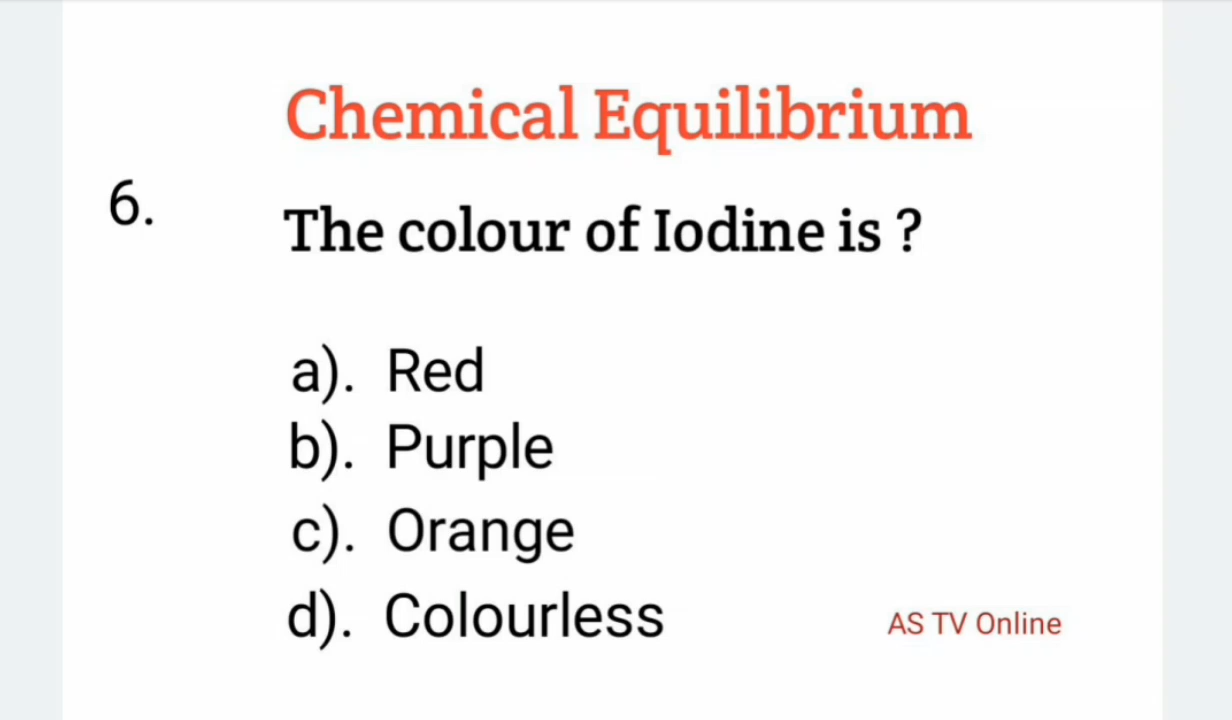 Chemical Equilibrium
6. The colour of Iodine is ?
a). Red
b). Purple
c). Orange
d). Colourless
AS TV Online